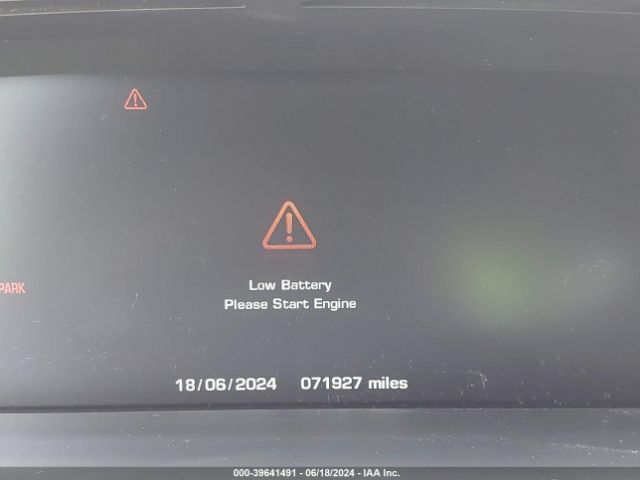 PARK
Low Battery
Please Start Engine
18/06/2024 071927 miles
000-39641491 - 06/18/2024 - IAA Inc.